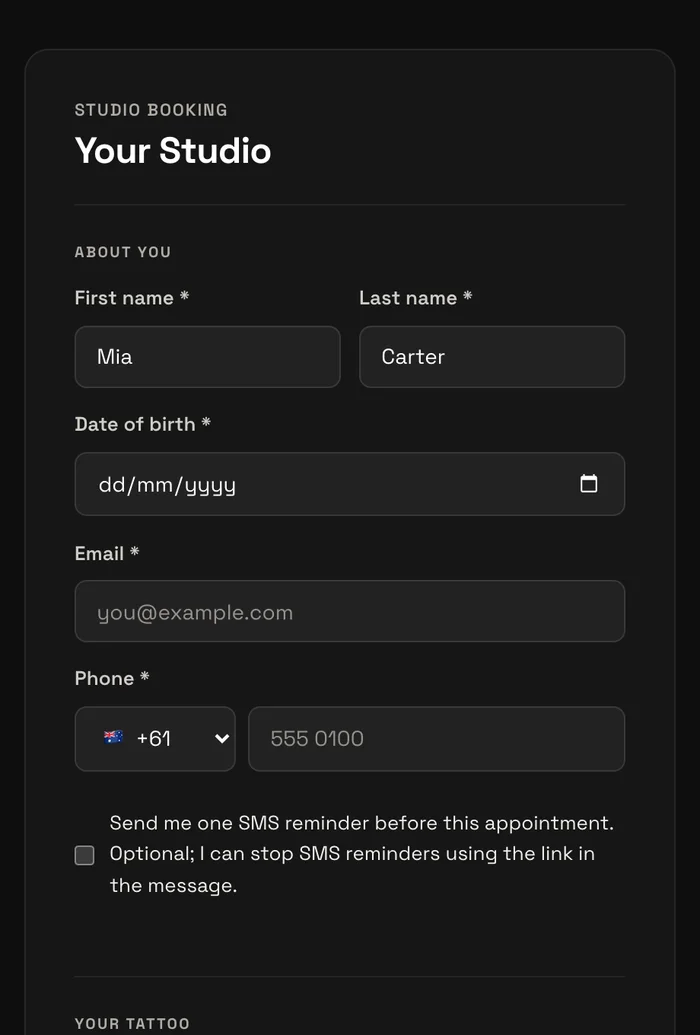 STUDIO BOOKING
Your Studio
ABOUT YOU
First name * Last name *
Mia Carter
Date of birth *
dd/mm/yyyy
Email *
you@example.com
Phone *
+61 555 0100
Send me one SMS reminder before this appointment.
Optional; I can stop SMS reminders using the link in
the message.
YOUR TATTOO